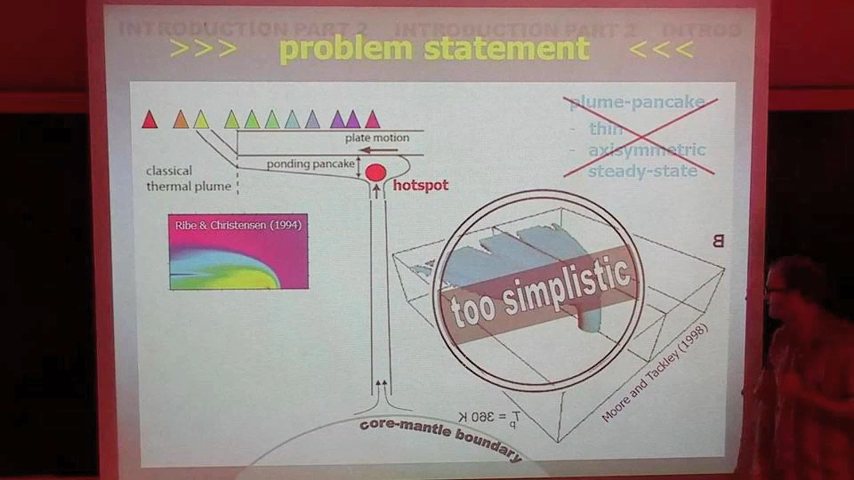 INTRODUCTION PART 2 INTRODUCTION PART 2 INTROD
>>> problem statement <<<
plume-pancake
- thin
- axisymmetric
steady-state
plate motion
ponding pancake
classical
thermal plume
hotspot
Ribe & Christensen (1994)
B
too simplistic
Moore and Tackley (1998)
Tp = 360 K
core-mantle boundary